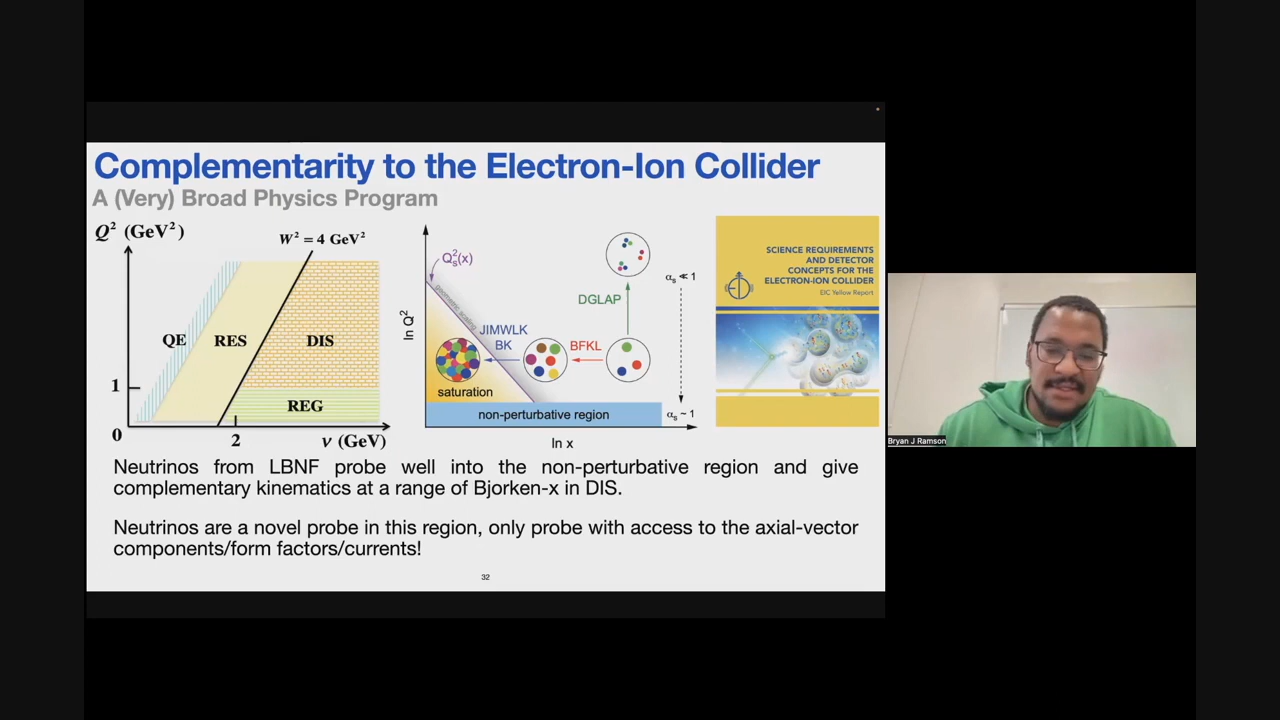 Complementarity to the Electron-Ion Collider
A (Very) Broad Physics Program
Q² (GeV²)
W² = 4 GeV²
QE
RES
DIS
REG
1
0
2
ν (GeV)
ln Q²
Q²ₛ(x)
geometric scaling
DGLAP
JIMWLK
BK
BFKL
saturation
non-perturbative region
αₛ ≪ 1
αₛ ~ 1
ln x
SCIENCE REQUIREMENTS
AND DETECTOR
CONCEPTS FOR THE
ELECTRON-ION COLLIDER
EIC Yellow Report
Neutrinos from LBNF probe well into the non-perturbative region and give
complementary kinematics at a range of Bjorken-x in DIS.
Neutrinos are a novel probe in this region, only probe with access to the axial-vector
components/form factors/currents!
32
Bryan J Ramson